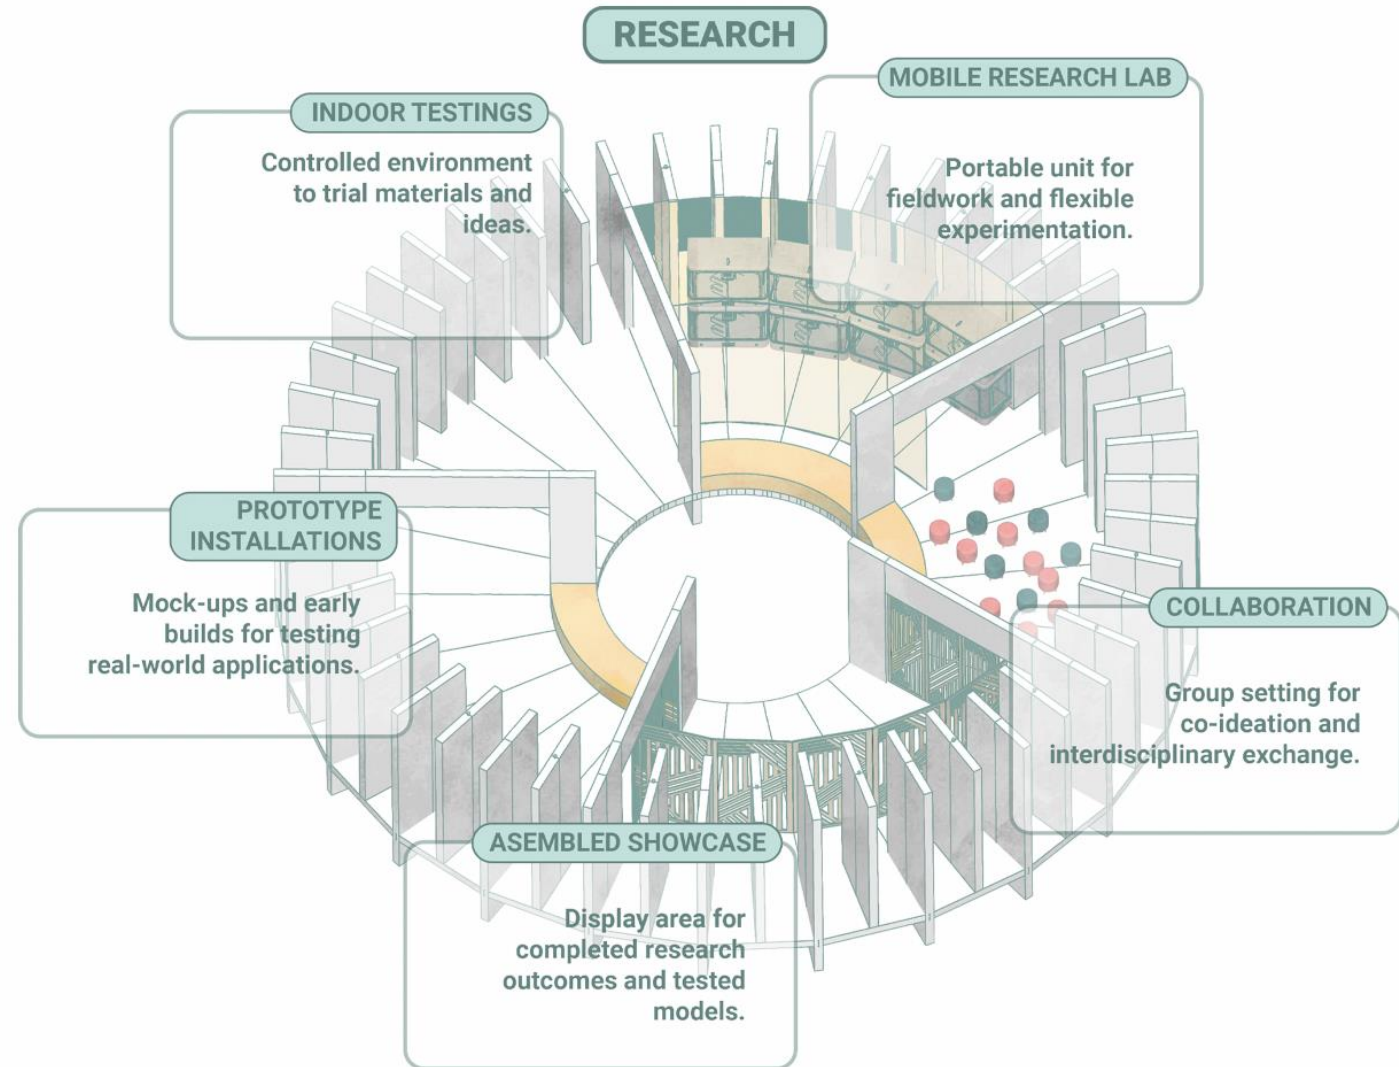 RESEARCH
INDOOR TESTINGS
Controlled environment
to trial materials and
ideas.
MOBILE RESEARCH LAB
Portable unit for
fieldwork and flexible
experimentation.
PROTOTYPE
INSTALLATIONS
Mock-ups and early
builds for testing
real-world applications.
COLLABORATION
Group setting for
co-ideation and
interdisciplinary exchange.
ASEMBLED SHOWCASE
Display area for
completed research
outcomes and tested
models.